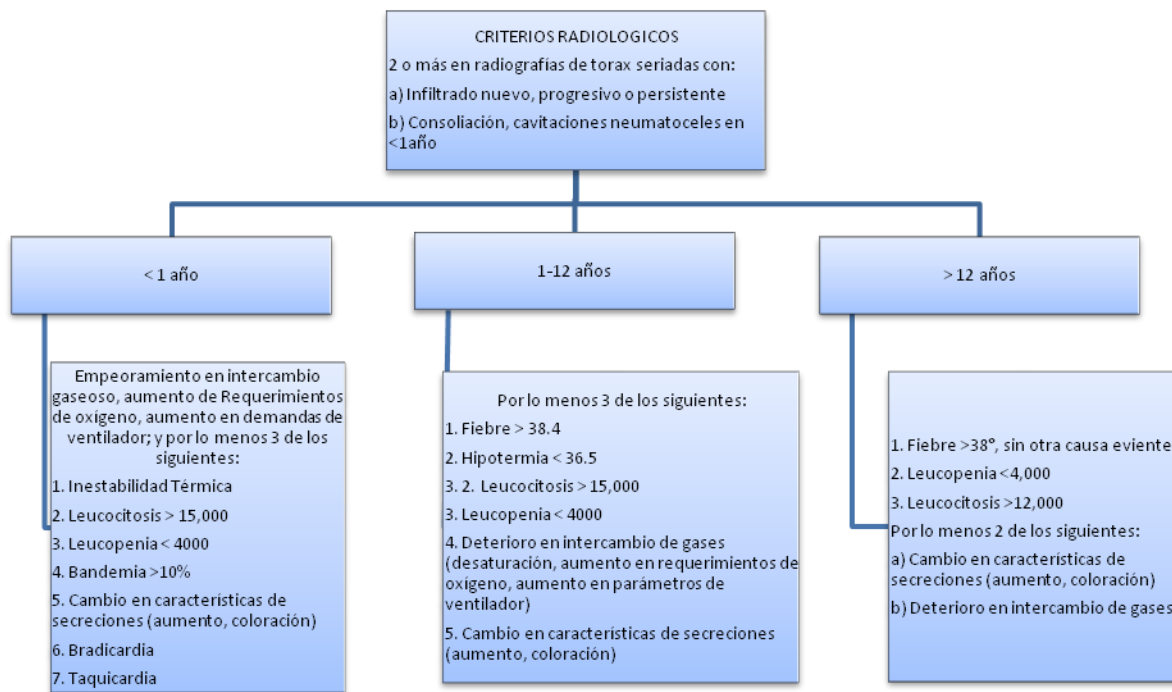 CRITERIOS RADIOLOGICOS
2 o más en radiografías de torax seriadas con:
a) Infiltrado nuevo, progresivo o persistente
b) Consoliación, cavitaciones neumatoceles en
<1año
< 1 año
1-12 años
> 12 años
Empeoramiento en intercambio
gaseoso, aumento de Requerimientos
de oxígeno, aumento en demandas de
ventilador; y por lo menos 3 de los
siguientes:
1. Inestabilidad Térmica
2. Leucocitosis > 15,000
3. Leucopenia < 4000
4. Bandemia >10%
5. Cambio en características de
secreciones (aumento, coloración)
6. Bradicardia
7. Taquicardia
Por lo menos 3 de los siguientes:
1. Fiebre > 38.4
2. Hipotermia < 36.5
3. 2. Leucocitosis > 15,000
3. Leucopenia < 4000
4. Deterioro en intercambio de gases
(desaturación, aumento en requerimientos de
oxígeno, aumento en parámetros de
ventilador)
5. Cambio en características de secreciones
(aumento, coloración)
1. Fiebre >38°, sin otra causa eviente
2. Leucopenia <4,000
3. Leucocitosis >12,000
Por lo menos 2 de los siguientes:
a) Cambio en características de
secreciones (aumento, coloración)
b) Deterioro en intercambio de gases